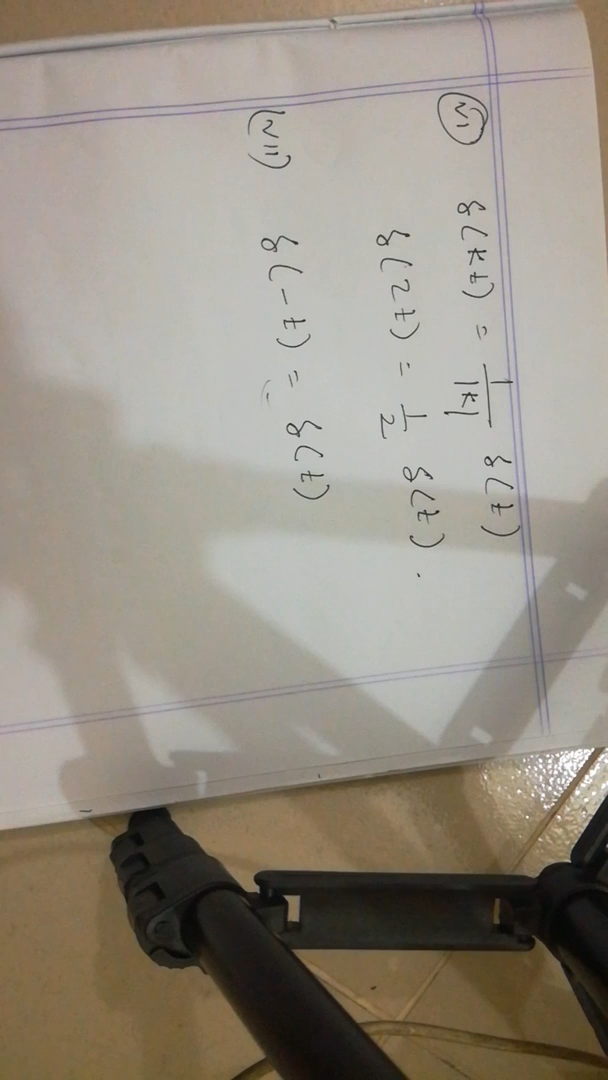 (vi) δ(kt) = 1/|k| δ(t)
δ(2t) = 1/2 δ(t).
(vii) δ(-t) = δ(t)